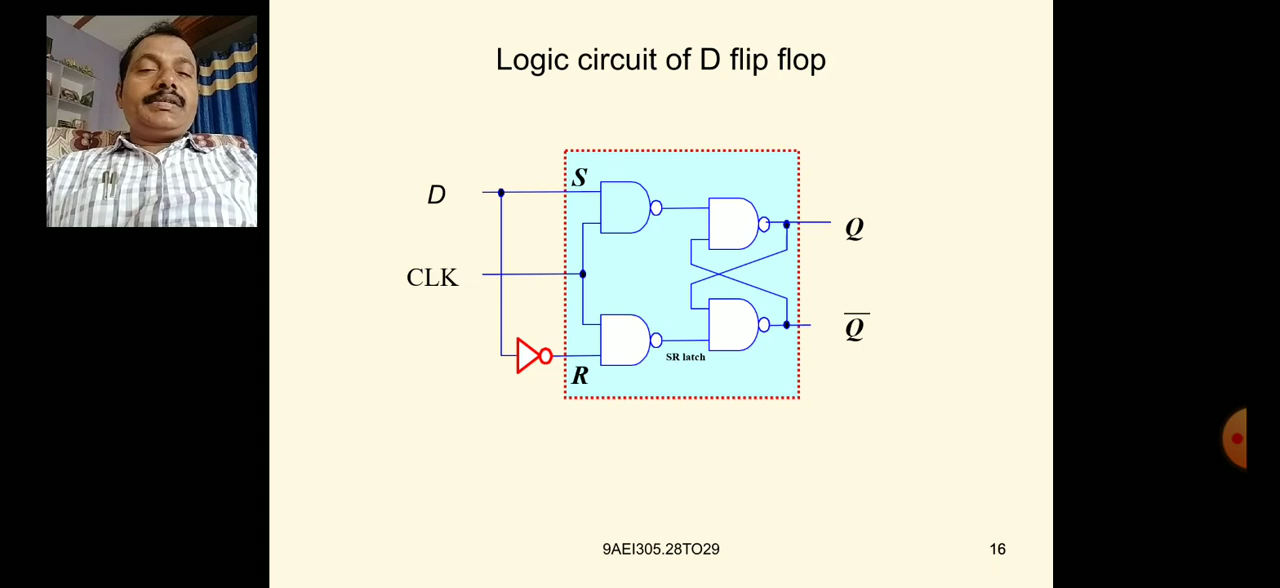 Logic circuit of D flip flop
S
D
Q
CLK
Q
SR latch
R
9AEI305.28TO29
16